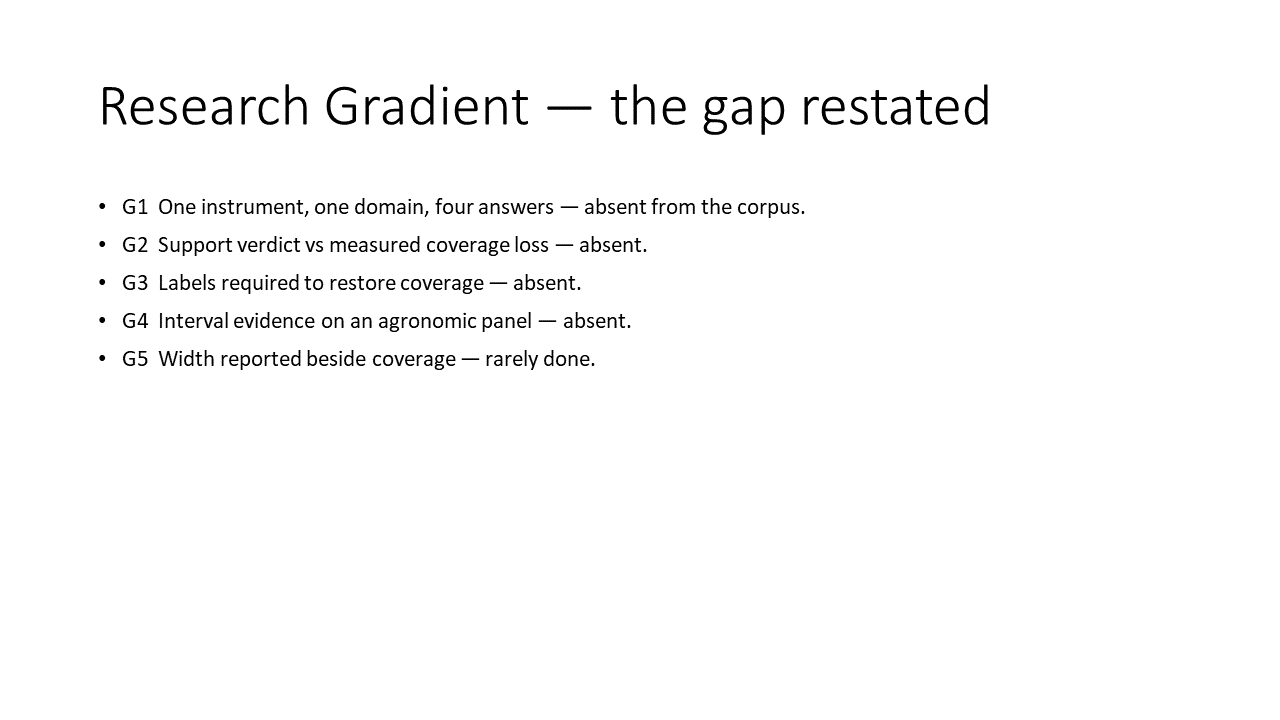 Research Gradient — the gap restated
• G1 One instrument, one domain, four answers — absent from the corpus.
• G2 Support verdict vs measured coverage loss — absent.
• G3 Labels required to restore coverage — absent.
• G4 Interval evidence on an agronomic panel — absent.
• G5 Width reported beside coverage — rarely done.